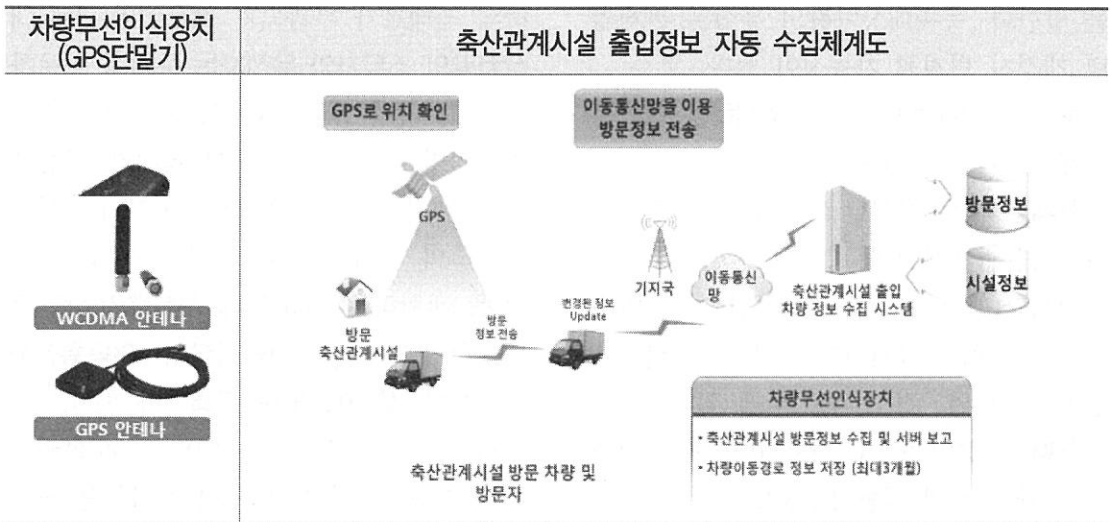 차량무선인식장치
(GPS단말기)
축산관계시설 출입정보 자동 수집체계도
GPS로 위치 확인
이동통신망을 이용
방문정보 전송
GPS
방문정보
기지국
이동통신
망
축산관계시설 출입
차량 정보 수집 시스템
시설정보
WCDMA 안테나
방문
축산관계시설
방문
정보 전송
변경된 정보
Update
GPS 안테나
차량무선인식장치
• 축산관계시설 방문정보 수집 및 서버 보고
• 차량이동경로 정보 저장 (최대3개월)
축산관계시설 방문 차량 및
방문자